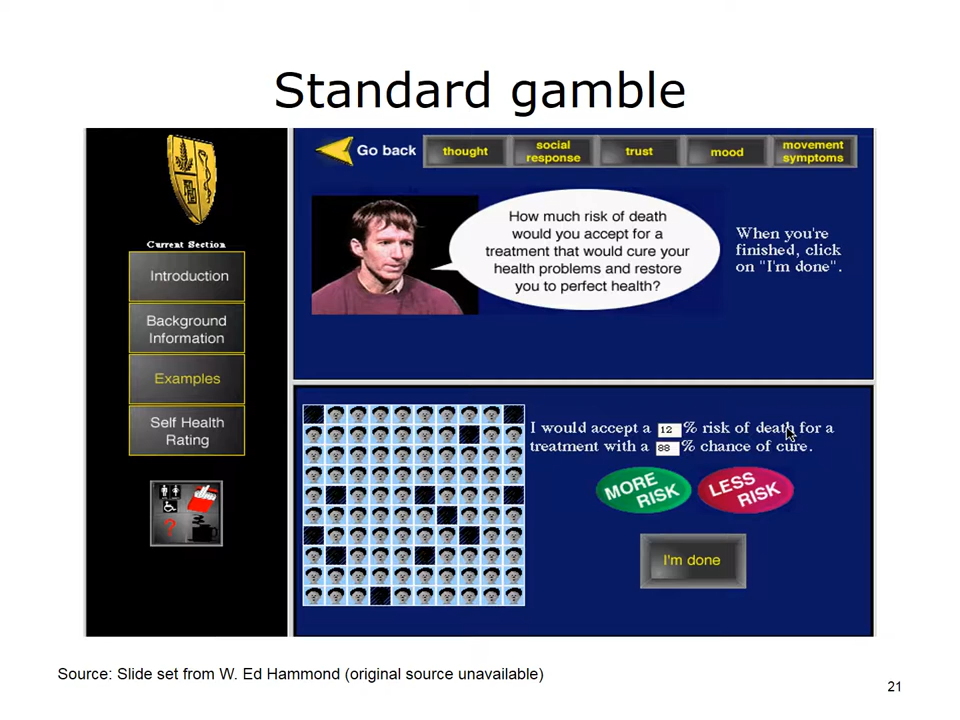 Standard gamble
Go back
thought
social
response
trust
mood
movement
symptoms
How much risk of death
would you accept for a
treatment that would cure your
health problems and restore
you to perfect health?
When you're
finished, click
on "I'm done".
Current Section
Introduction
Background
Information
Examples
Self Health
Rating
?
I would accept a 12 % risk of death for a
treatment with a 88 % chance of cure.
MORE
RISK
LESS
RISK
I'm done
Source: Slide set from W. Ed Hammond (original source unavailable)
21